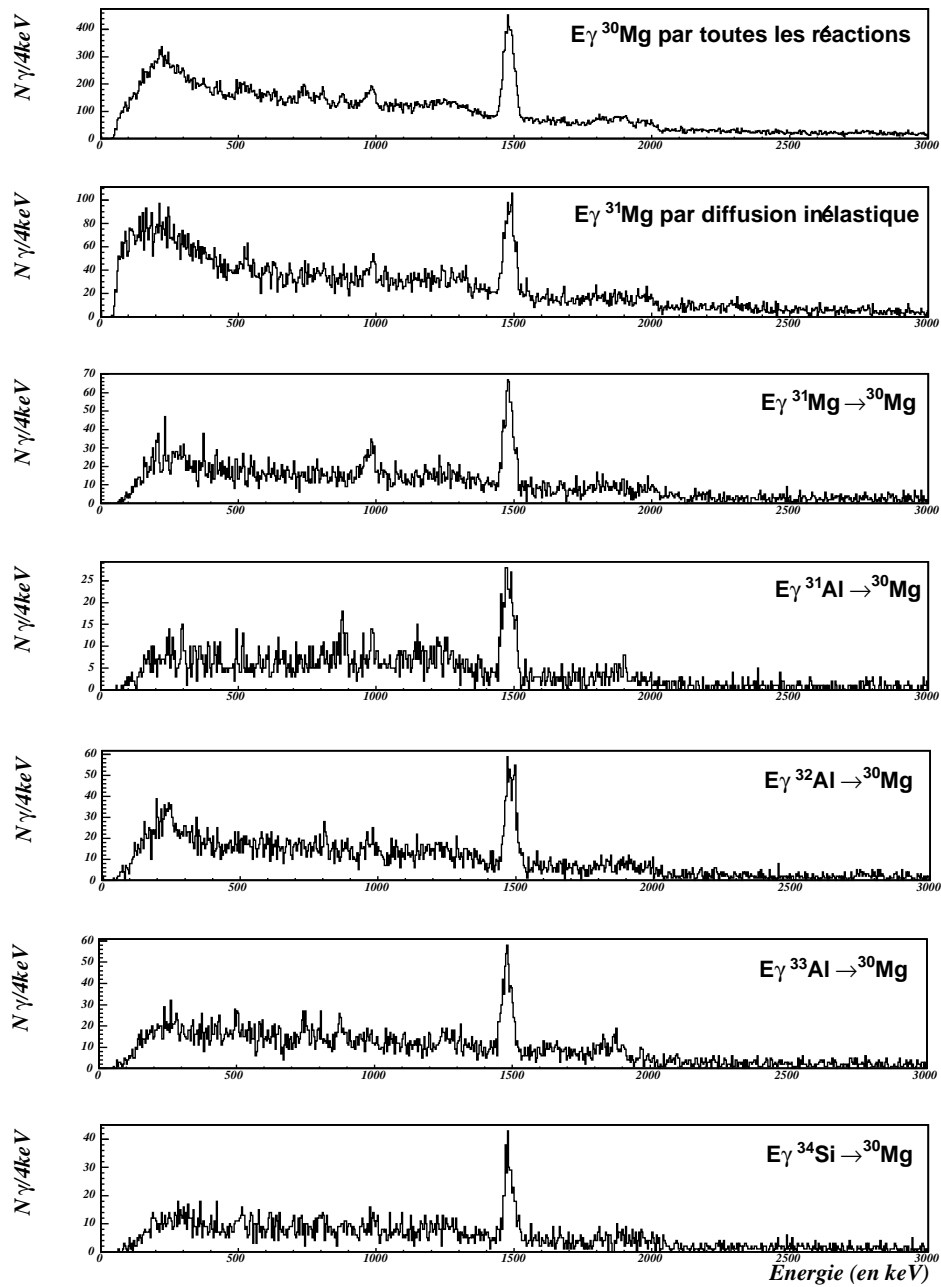 Nγ/4keV
400
300
200
100
0
Eγ ³⁰Mg par toutes les réactions
0 500 1000 1500 2000 2500 3000
Nγ/4keV
100
80
60
40
20
0
Eγ ³¹Mg par diffusion inélastique
0 500 1000 1500 2000 2500 3000
Nγ/4keV
70
60
50
40
30
20
10
0
Eγ ³¹Mg →³⁰Mg
0 500 1000 1500 2000 2500 3000
Nγ/4keV
25
20
15
10
5
0
Eγ ³¹Al →³⁰Mg
0 500 1000 1500 2000 2500 3000
Nγ/4keV
60
50
40
30
20
10
0
Eγ ³²Al →³⁰Mg
0 500 1000 1500 2000 2500 3000
Nγ/4keV
60
50
40
30
20
10
0
Eγ ³³Al →³⁰Mg
0 500 1000 1500 2000 2500 3000
Nγ/4keV
40
30
20
10
0
Eγ ³⁴Si →³⁰Mg
0 500 1000 1500 2000 2500 3000
Energie (en keV)